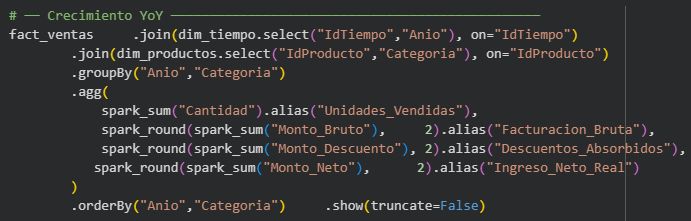 # —— Crecimiento YoY ————————————————————————————————————————
fact_ventas     .join(dim_tiempo.select("IdTiempo","Anio"), on="IdTiempo")
        .join(dim_productos.select("IdProducto","Categoria"), on="IdProducto")
        .groupBy("Anio","Categoria")
        .agg(
            spark_sum("Cantidad").alias("Unidades_Vendidas"),
            spark_round(spark_sum("Monto_Bruto"),     2).alias("Facturacion_Bruta"),
            spark_round(spark_sum("Monto_Descuento"), 2).alias("Descuentos_Absorbidos"),
           spark_round(spark_sum("Monto_Neto"),      2).alias("Ingreso_Neto_Real")
        )
        .orderBy("Anio","Categoria")     .show(truncate=False)